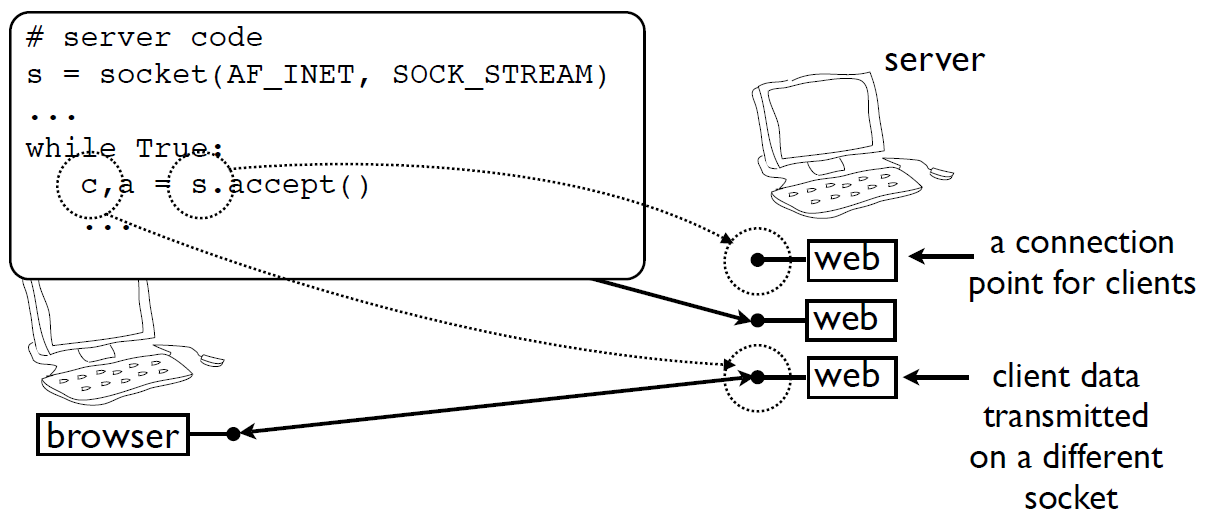 # server code
s = socket(AF_INET, SOCK_STREAM)
...
while True:
c,a = s.accept()
...
server
web
a connection
point for clients
web
web
client data
transmitted
on a different
socket
browser